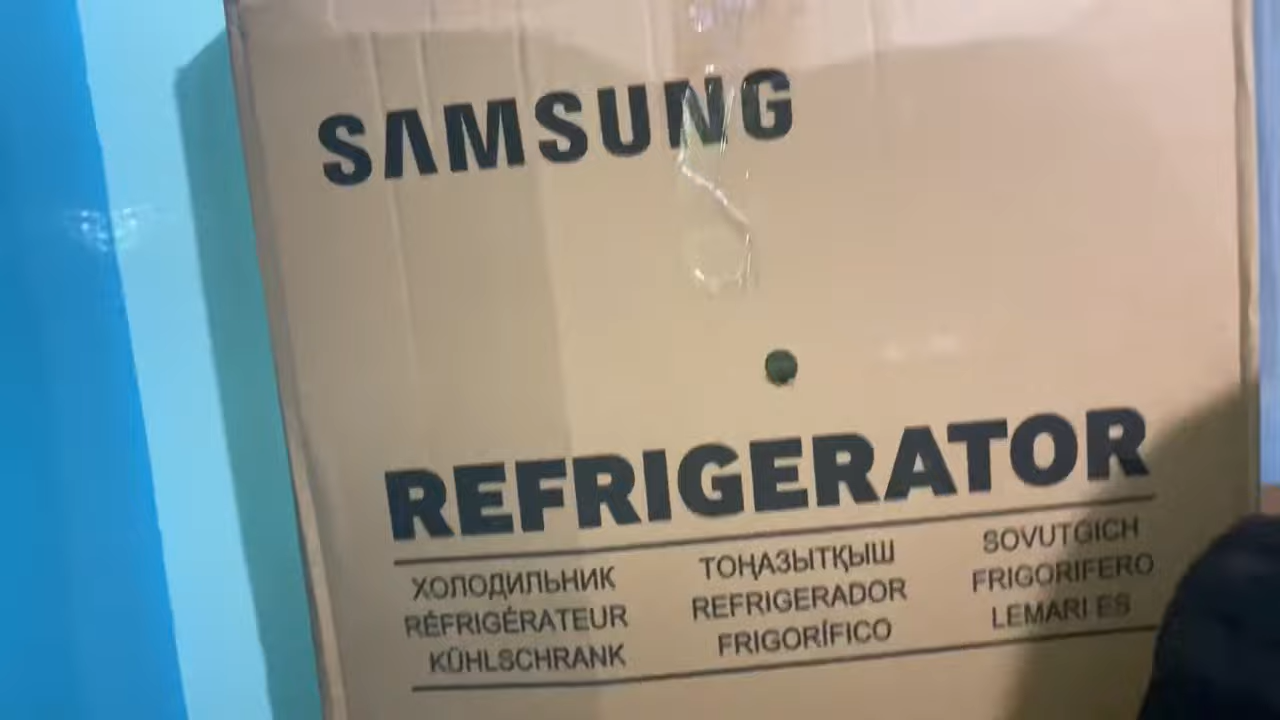 SAMSUNG
REFRIGERATOR
ХОЛОДИЛЬНИК ТОҢАЗЫТҚЫШ SOVUTGICH
RÉFRIGÉRATEUR REFRIGERADOR FRIGORIFERO
KÜHLSCHRANK FRIGORÍFICO LEMARI ES